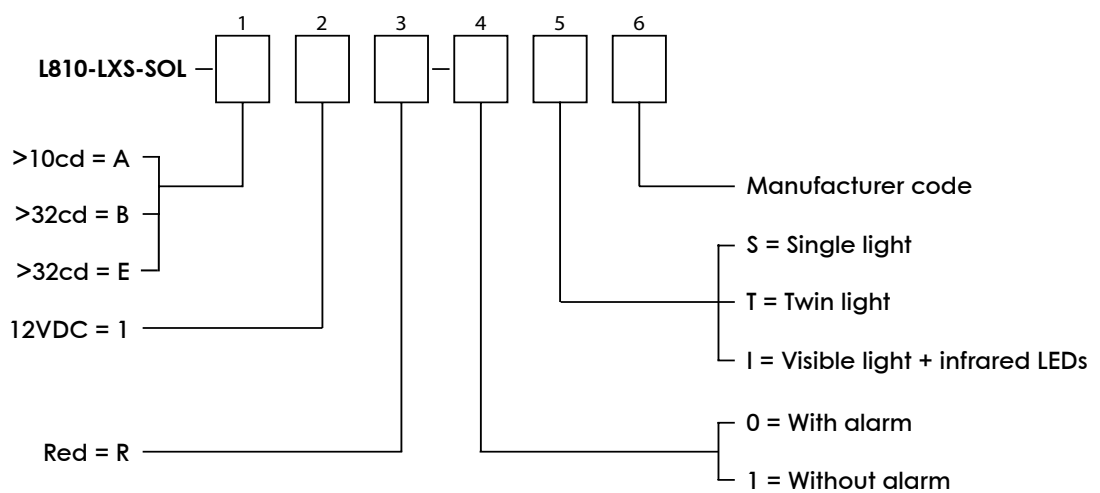 1 2 3 4 5 6
L810-LXS-SOL
>10cd = A
>32cd = B
>32cd = E
12VDC = 1
Red = R
Manufacturer code
S = Single light
T = Twin light
I = Visible light + infrared LEDs
0 = With alarm
1 = Without alarm